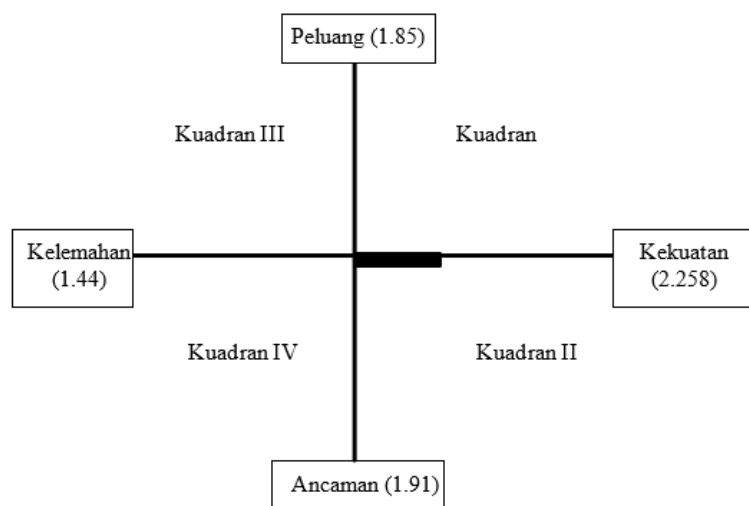 Peluang (1.85)
Kuadran III
Kuadran
Kelemahan
(1.44)
Kekuatan
(2.258)
Kuadran IV
Kuadran II
Ancaman (1.91)